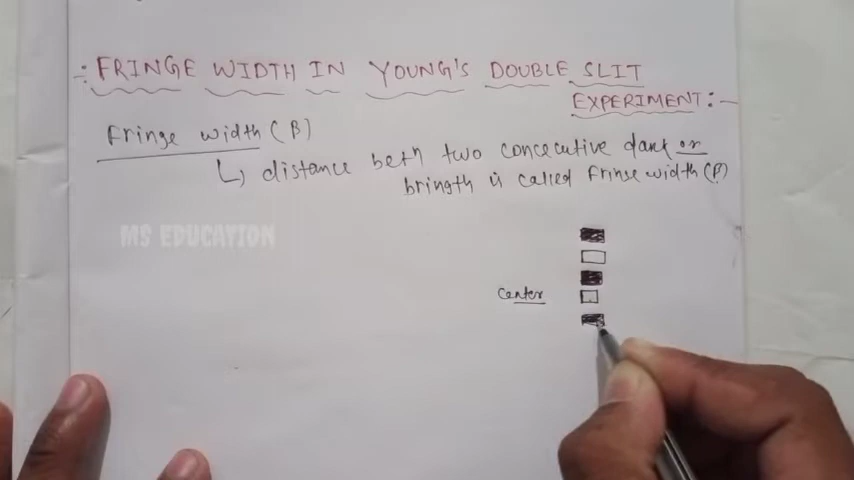 -: FRINGE WIDTH IN YOUNG'S DOUBLE SLIT
EXPERIMENT:-
Fringe width (β)
↳ distance betn two concecutive dark or
bringth is called Fringe width (β)
MS EDUCATION
Center